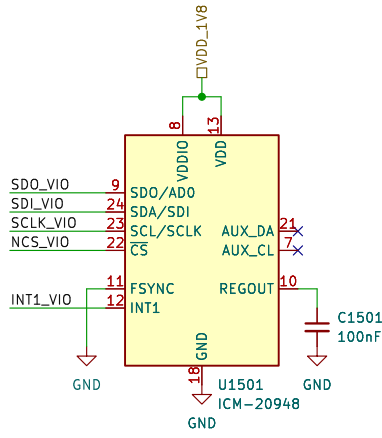 VDD_1V8
8
13
VDDIO
VDD
SDO_VIO
9
SDO/AD0
SDI_VIO
24
SDA/SDI
SCLK_VIO
23
SCL/SCLK
AUX_DA
21
NCS_VIO
22
CS
AUX_CL
7
11
FSYNC
REGOUT
10
INT1_VIO
12
INT1
C1501
100nF
GND
18
GND
GND
U1501
ICM-20948
GND